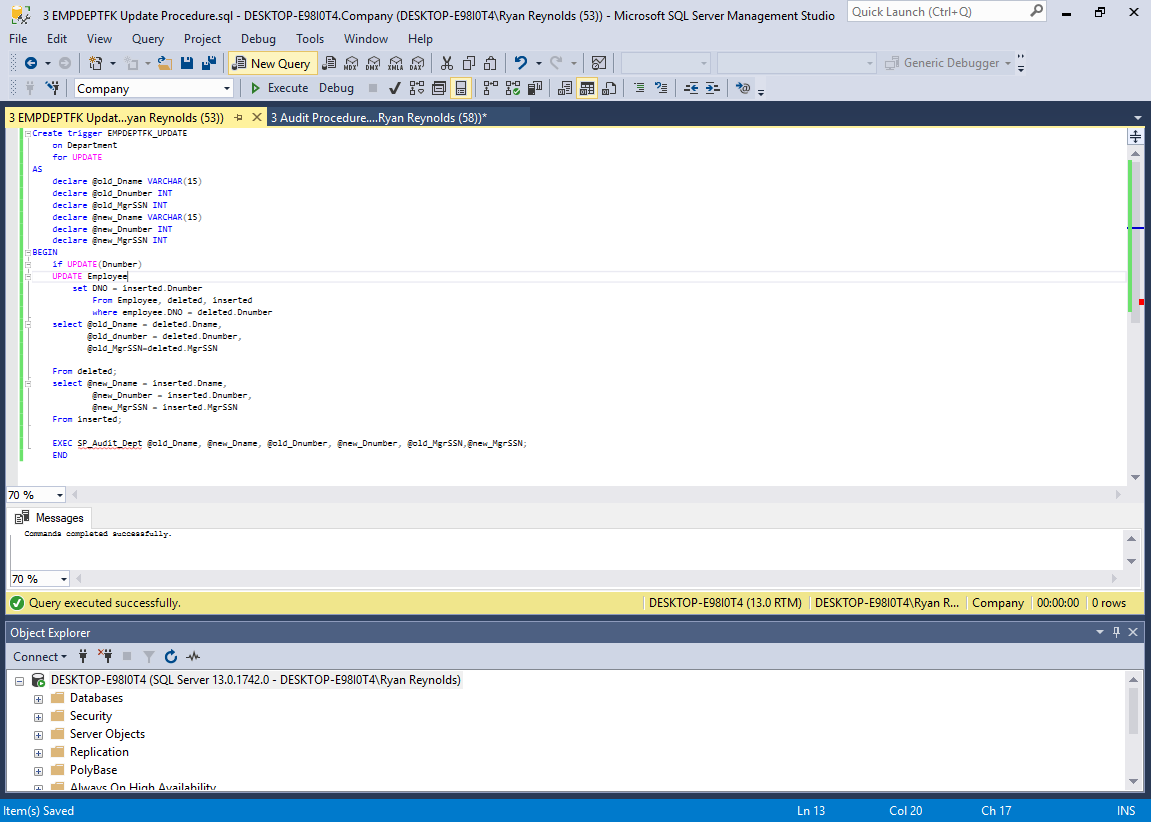 3 EMPDEPTFK Update Procedure.sql - DESKTOP-E98I0T4.Company (DESKTOP-E98I0T4\Ryan Reynolds (53)) - Microsoft SQL Server Management Studio
Quick Launch (Ctrl+Q)
File Edit View Query Project Debug Tools Window Help
New Query
MDX DMX XMLA DAX
Generic Debugger
Company Execute Debug
3 EMPDEPTFK Updat...yan Reynolds (53)) 3 Audit Procedure....Ryan Reynolds (58))*
Create trigger EMPDEPTFK_UPDATE
on Department
for UPDATE
AS
declare @old_Dname VARCHAR(15)
declare @old_Dnumber INT
declare @old_MgrSSN INT
declare @new_Dname VARCHAR(15)
declare @new_Dnumber INT
declare @new_MgrSSN INT
BEGIN
if UPDATE(Dnumber)
UPDATE Employee
set DNO = inserted.Dnumber
From Employee, deleted, inserted
where employee.DNO = deleted.Dnumber
select @old_Dname = deleted.Dname,
@old_dnumber = deleted.Dnumber,
@old_MgrSSN=deleted.MgrSSN
From deleted;
select @new_Dname = inserted.Dname,
@new_Dnumber = inserted.Dnumber,
@new_MgrSSN = inserted.MgrSSN
From inserted;
EXEC SP_Audit_Dept @old_Dname, @new_Dname, @old_Dnumber, @new_Dnumber, @old_MgrSSN,@new_MgrSSN;
END
70 %
Messages
Commands completed successfully.
70 %
Query executed successfully. DESKTOP-E98I0T4 (13.0 RTM) DESKTOP-E98I0T4\Ryan R... Company 00:00:00 0 rows
Object Explorer
Connect
DESKTOP-E98I0T4 (SQL Server 13.0.1742.0 - DESKTOP-E98I0T4\Ryan Reynolds)
Databases
Security
Server Objects
Replication
PolyBase
Always On High Availability
Item(s) Saved Ln 13 Col 20 Ch 17 INS